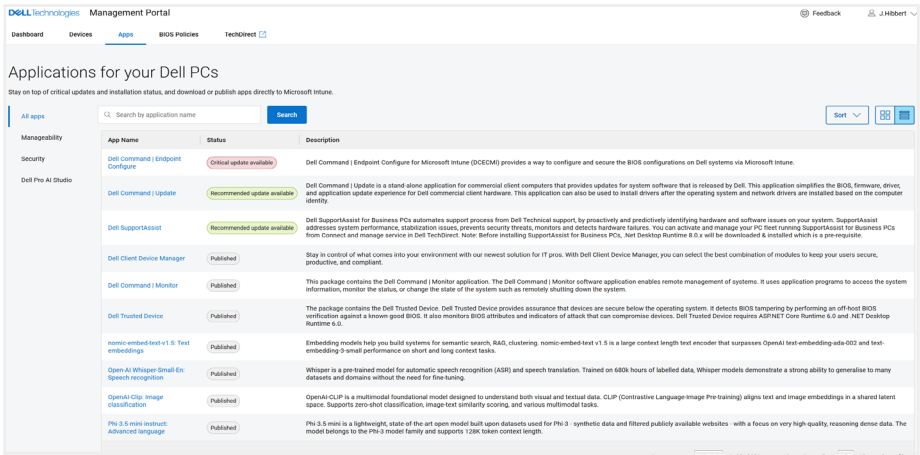 DELLTechnologies Management Portal
Feedback
J.Hibbert
Dashboard Devices Apps BIOS Policies TechDirect
Applications for your Dell PCs
Stay on top of critical updates and installation status, and download or publish apps directly to Microsoft Intune.
All apps
Manageability
Security
Dell Pro AI Studio
Search by application name
Search
Sort
App Name Status Description
Dell Command | Endpoint
Configure
Critical update available
Dell Command | Endpoint Configure for Microsoft Intune (DCECMI) provides a way to configure and secure the BIOS configurations on Dell systems via Microsoft Intune.
Dell Command | Update
Recommended update available
Dell Command | Update is a stand-alone application for commercial client computers that provides updates for system software that is released by Dell. This application simplifies the BIOS, firmware, driver,
and application update experience for Dell commercial client hardware. This application can also be used to install drivers after the operating system and network drivers are installed based on the computer
identity.
Dell SupportAssist
Recommended update available
Dell SupportAssist for Business PCs automates support process from Dell Technical support, by proactively and predictively identifying hardware and software issues on your system. SupportAssist
addresses system performance, stabilization issues, prevents security threats, monitors and detects hardware failures. You can activate and manage your PC fleet running SupportAssist for Business PCs
from Connect and manage service in Dell TechDirect. Note: Before installing SupportAssist for Business PCs, .Net Desktop Runtime 8.0.x will be downloaded & installed which is a pre-requisite.
Dell Client Device Manager
Published
Stay in control of what comes into your environment with our newest solution for IT pros. With Dell Client Device Manager, you can select the best combination of modules to keep your users secure,
productive, and compliant.
Dell Command | Monitor
Published
This package contains the Dell Command | Monitor application. The Dell Command | Monitor software application enables remote management of systems. It uses application programs to access the system
information, monitor the status, or change the state of the system such as remotely shutting down the system.
Dell Trusted Device
Published
The package contains the Dell Trusted Device. Dell Trusted Device provides assurance that devices are secure below the operating system. It detects BIOS tampering by performing an off-host BIOS
verification against a known good BIOS. It also monitors BIOS attributes and indicators of attack that can compromise devices. Dell Trusted Device requires ASP.NET Core Runtime 6.0 and .NET Desktop
Runtime 6.0.
nomic-embed-text-v1.5: Text
embeddings
Published
Embedding models help you build systems for semantic search, RAG, clustering. nomic-embed-text v1.5 is a large context length text encoder that surpasses OpenAI text-embedding-ada-002 and text-
embedding-3-small performance on short and long context tasks.
Open-AI Whisper-Small-En:
Speech recognition
Published
Whisper is a pre-trained model for automatic speech recognition (ASR) and speech translation. Trained on 680k hours of labelled data, Whisper models demonstrate a strong ability to generalise to many
datasets and domains without the need for fine-tuning.
OpenAI-Clip: Image
classification
Published
OpenAI-CLIP is a multimodal foundational model designed to understand both visual and textual data. CLIP (Contrastive Language-Image Pre-training) aligns text and image embeddings in a shared latent
space. Supports zero-shot classification, image-text similarity scoring, and various multimodal tasks.
Phi-3.5 mini instruct:
Advanced language
Published
Phi-3.5-mini is a lightweight, state-of-the-art open model built upon datasets used for Phi-3 - synthetic data and filtered publicly available websites - with a focus on very high-quality, reasoning dense data. The
model belongs to the Phi-3 model family and supports 128K token context length.